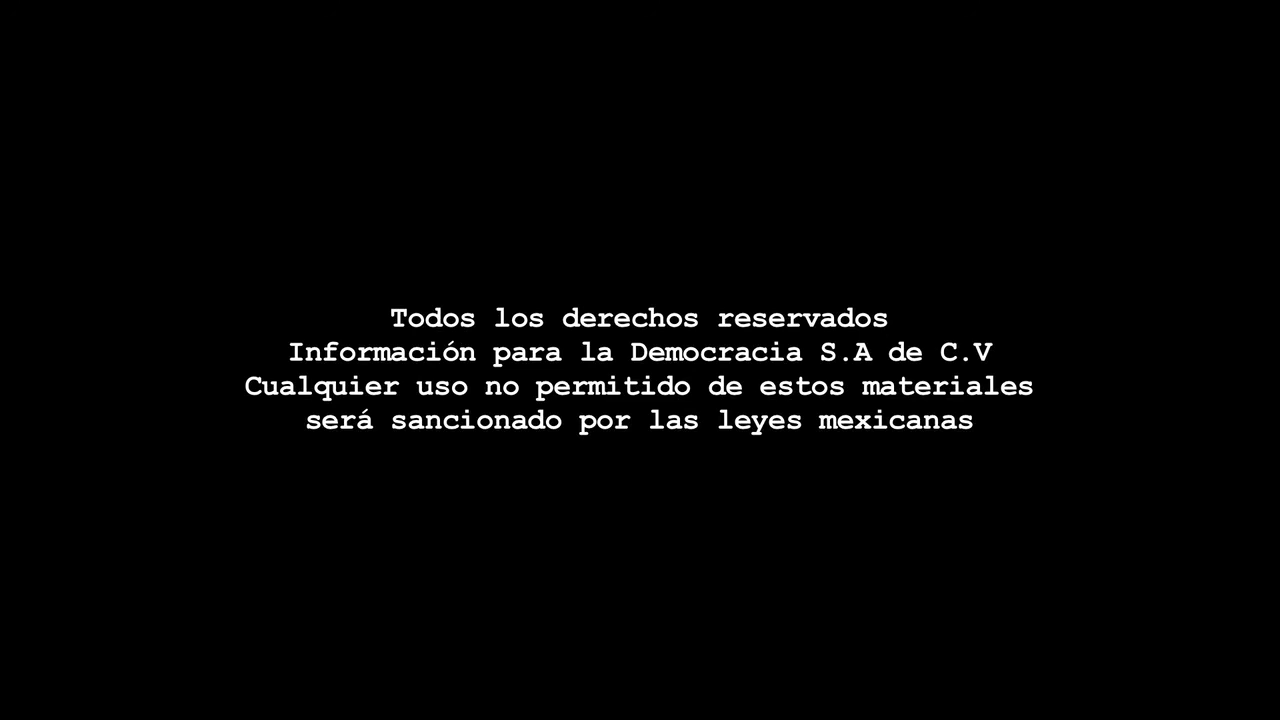 Todos los derechos reservados
Información para la Democracia S.A de C.V
Cualquier uso no permitido de estos materiales
será sancionado por las leyes mexicanas